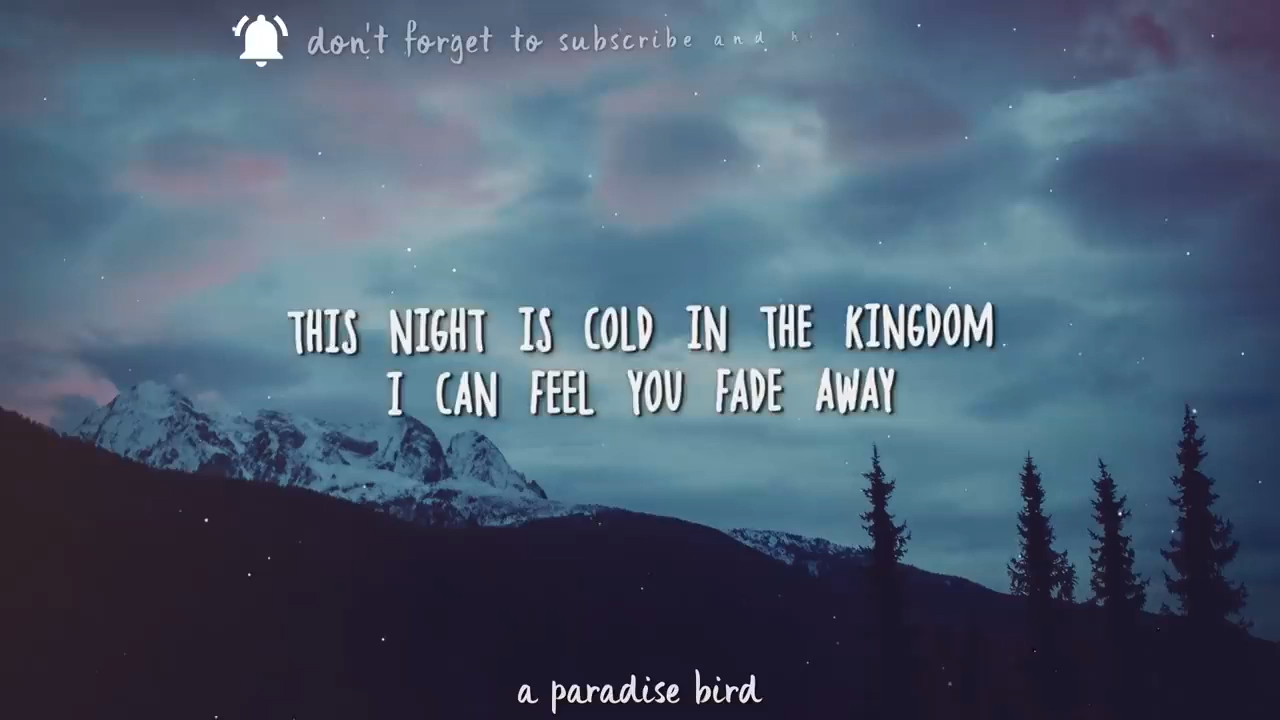 don't forget to subscribe and
THIS NIGHT IS COLD IN THE KINGDOM
I CAN FEEL YOU FADE AWAY
a paradise bird